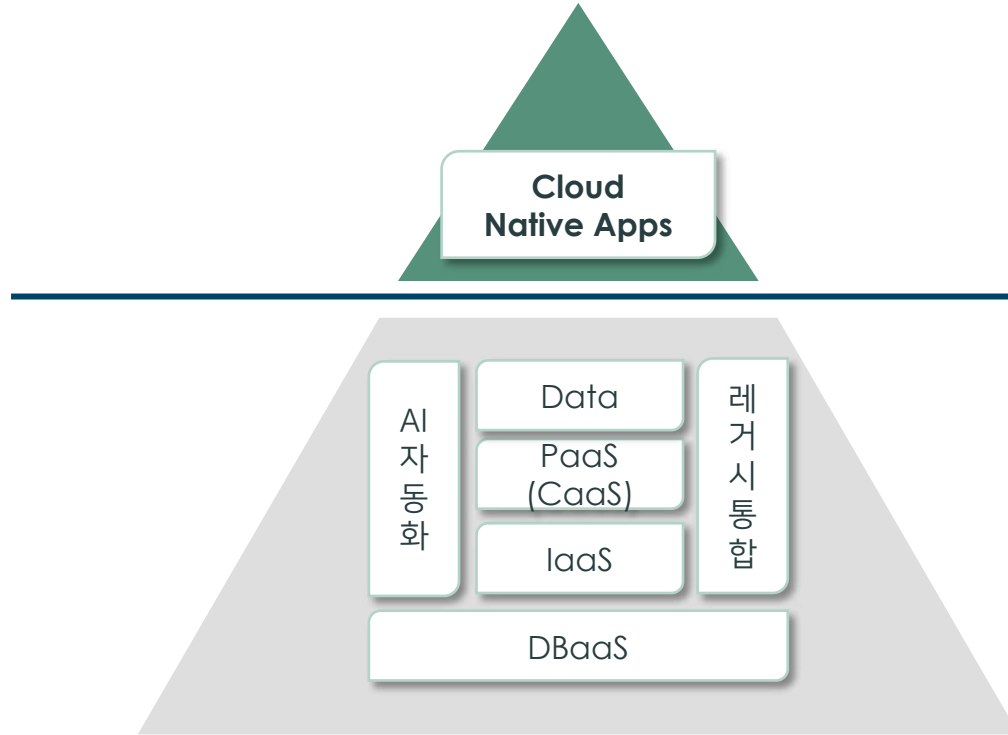 Cloud
Native Apps
AI
자
동
화
Data
PaaS
(CaaS)
IaaS
레
거
시
통
합
DBaaS